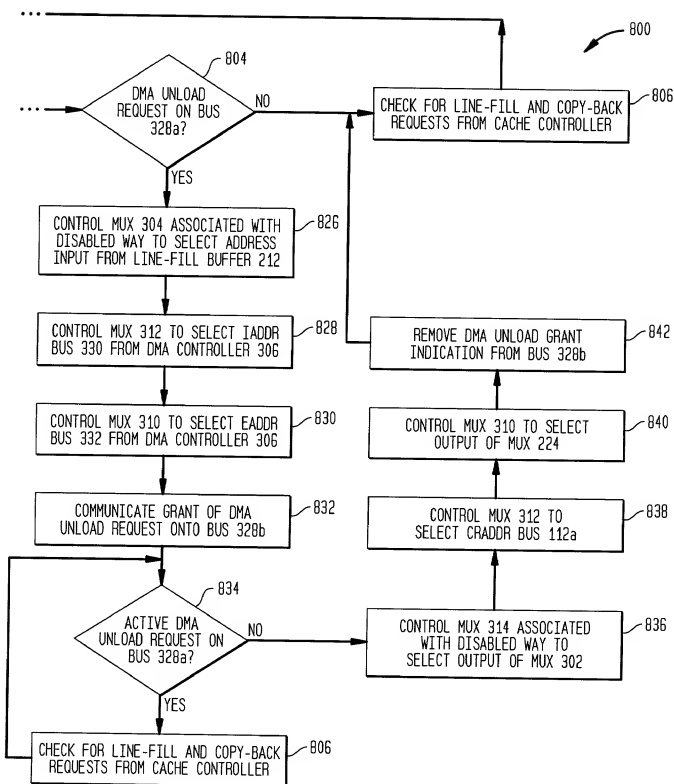 •••
800
804
DMA UNLOAD
REQUEST ON BUS
328a?
NO
•••
YES
CHECK FOR LINE-FILL AND COPY-BACK
REQUESTS FROM CACHE CONTROLLER
806
CONTROL MUX 304 ASSOCIATED WITH
DISABLED WAY TO SELECT ADDRESS
INPUT FROM LINE-FILL BUFFER 212
826
CONTROL MUX 312 TO SELECT IADDR
BUS 330 FROM DMA CONTROLLER 306
828
CONTROL MUX 310 TO SELECT EADDR
BUS 332 FROM DMA CONTROLLER 306
830
COMMUNICATE GRANT OF DMA
UNLOAD REQUEST ONTO BUS 328b
832
834
ACTIVE DMA
UNLOAD REQUEST ON
BUS 328a?
NO
YES
CHECK FOR LINE-FILL AND COPY-BACK
REQUESTS FROM CACHE CONTROLLER
806
REMOVE DMA UNLOAD GRANT
INDICATION FROM BUS 328b
842
CONTROL MUX 310 TO SELECT
OUTPUT OF MUX 224
840
CONTROL MUX 312 TO
SELECT CRADDR BUS 112a
838
CONTROL MUX 314 ASSOCIATED
WITH DISABLED WAY TO
SELECT OUTPUT OF MUX 302
836